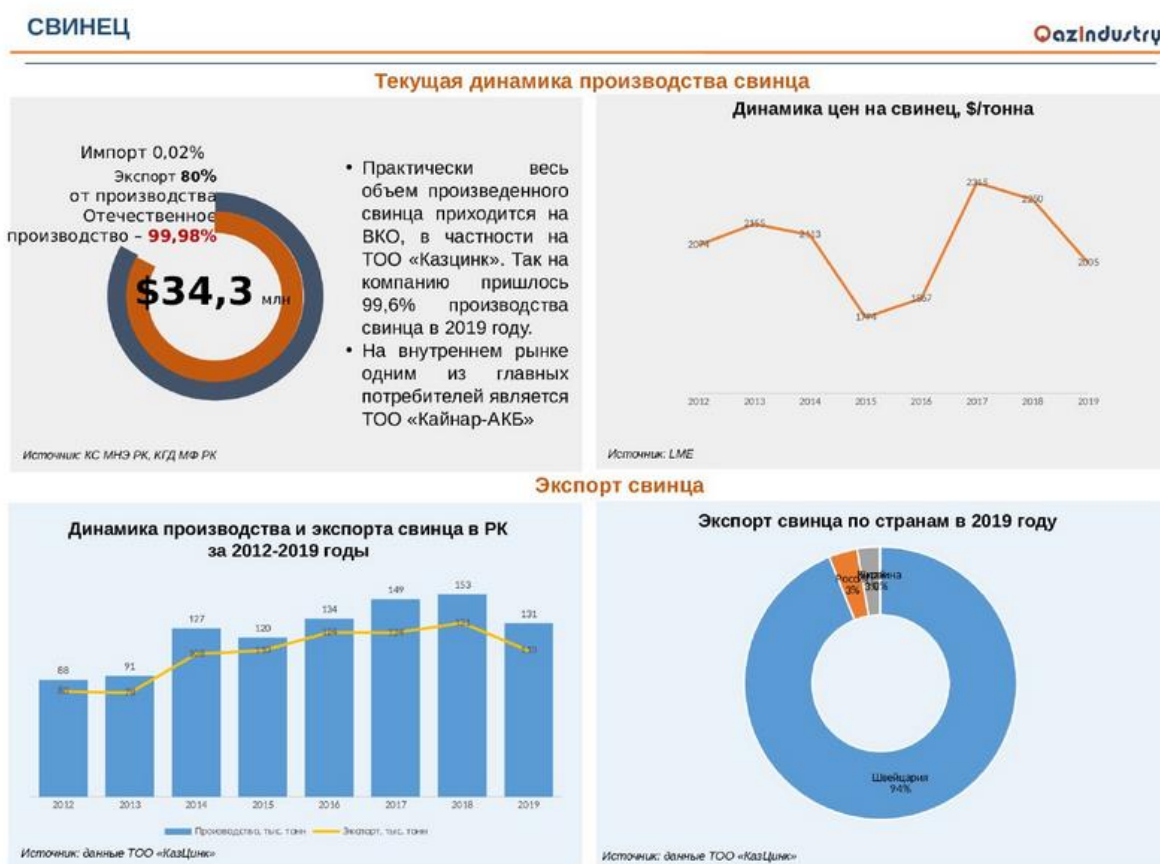 СВИНЕЦ
QazIndustry
Текущая динамика производства свинца
Импорт 0,02%
Экспорт 80%
от производства
Отечественное
производство – 99,98%
$34,3 млн
• Практически весь
объем произведенного
свинца приходится на
ВКО, в частности на
ТОО «Казцинк». Так на
компанию пришлось
99,6% производства
свинца в 2019 году.
• На внутреннем рынке
одним из главных
потребителей является
ТОО «Кайнар-АКБ»
Источник: КС МНЭ РК, КГД МФ РК
Динамика цен на свинец, $/тонна
2074
2113
2005
2012 2013 2014 2015 2016 2017 2018 2019
Источник: LME
Экспорт свинца
Динамика производства и экспорта свинца в РК
за 2012-2019 годы
88 91 127 120 134 149 153 131
2012 2013 2014 2015 2016 2017 2018 2019
Производство, тыс. тонн Экспорт, тыс. тонн
Источник: данные ТОО «КазЦинк»
Экспорт свинца по странам в 2019 году
3%
Швейцария
94%
Источник: данные ТОО «КазЦинк»